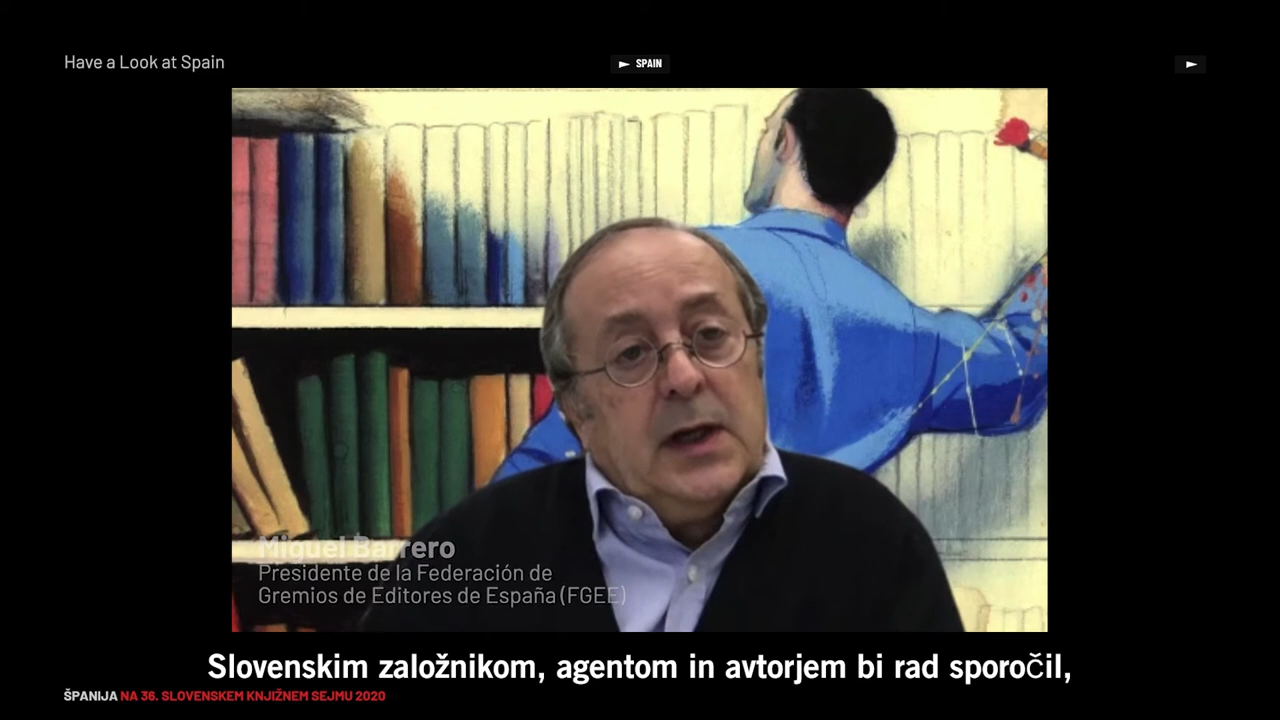 Have a Look at Spain
SPAIN
Miguel Barrero
Presidente de la Federación de
Gremios de Editores de España (FGEE)
Slovenskim založnikom, agentom in avtorjem bi rad sporočil,
ŠPANIJA NA 36. SLOVENSKEM KNJIŽNEM SEJMU 2020